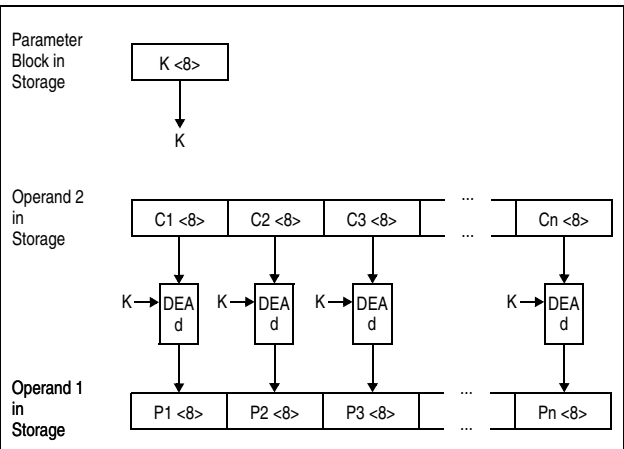 Parameter
Block in
Storage
K <8>
K
Operand 2
in
Storage
C1 <8> C2 <8> C3 <8> ... ... Cn <8>
K DEA d K DEA d K DEA d K DEA d
Operand 1
in
Storage
P1 <8> P2 <8> P3 <8> ... ... Pn <8>